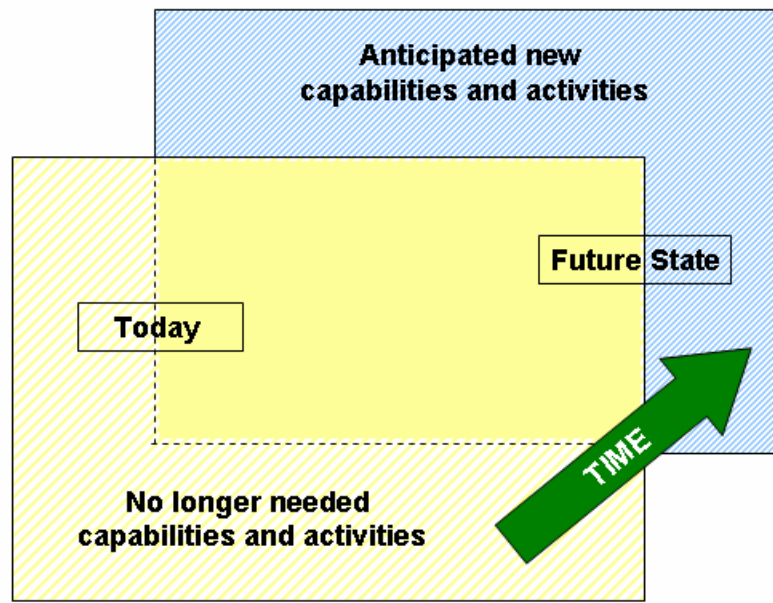 Anticipated new
capabilities and activities
Future State
Today
TIME
No longer needed
capabilities and activities